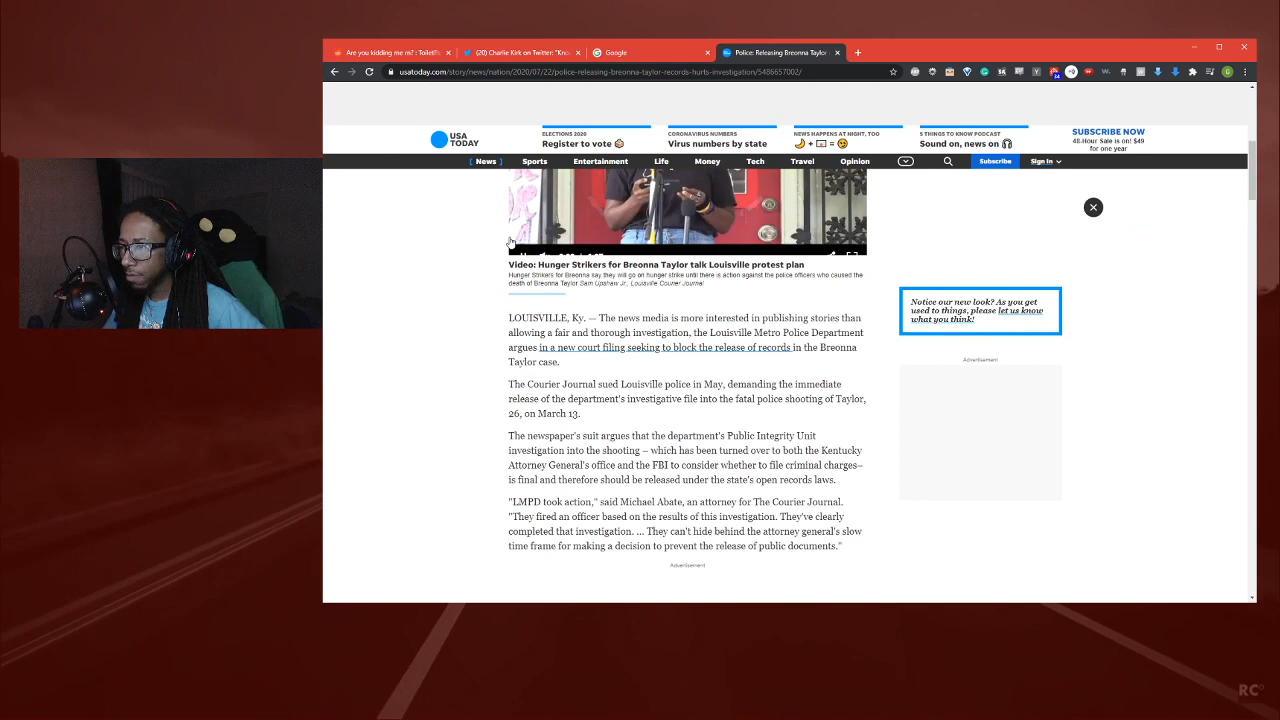 Are you kidding me rn? : ToiletPa
(20) Charlie Kirk on Twitter: "Kno
Google
Police: Releasing Breonna Taylor
usatoday.com/story/news/nation/2020/07/22/police-releasing-breonna-taylor-records-hurts-investigation/5486657002/
USA
TODAY
ELECTIONS 2020
Register to vote
CORONAVIRUS NUMBERS
Virus numbers by state
NEWS HAPPENS AT NIGHT, TOO
🌙 + 📧 = 😍
5 THINGS TO KNOW PODCAST
Sound on, news on
SUBSCRIBE NOW
48-Hour Sale is on! $49
for one year
[ News ]
Sports
Entertainment
Life
Money
Tech
Travel
Opinion
Subscribe
Sign In
Video: Hunger Strikers for Breonna Taylor talk Louisville protest plan
Hunger Strikers for Breonna say they will go on hunger strike until there is action against the police officers who caused the
death of Breonna Taylor Sam Upshaw Jr., Louisville Courier Journal
LOUISVILLE, Ky. — The news media is more interested in publishing stories than
allowing a fair and thorough investigation, the Louisville Metro Police Department
argues in a new court filing seeking to block the release of records in the Breonna
Taylor case.
The Courier Journal sued Louisville police in May, demanding the immediate
release of the department's investigative file into the fatal police shooting of Taylor,
26, on March 13.
The newspaper's suit argues that the department's Public Integrity Unit
investigation into the shooting – which has been turned over to both the Kentucky
Attorney General's office and the FBI to consider whether to file criminal charges–
is final and therefore should be released under the state's open records laws.
"LMPD took action," said Michael Abate, an attorney for The Courier Journal.
"They fired an officer based on the results of this investigation. They've clearly
completed that investigation. ... They can't hide behind the attorney general's slow
time frame for making a decision to prevent the release of public documents."
Advertisement
Notice our new look? As you get
used to things, please let us know
what you think!
Advertisement
RC